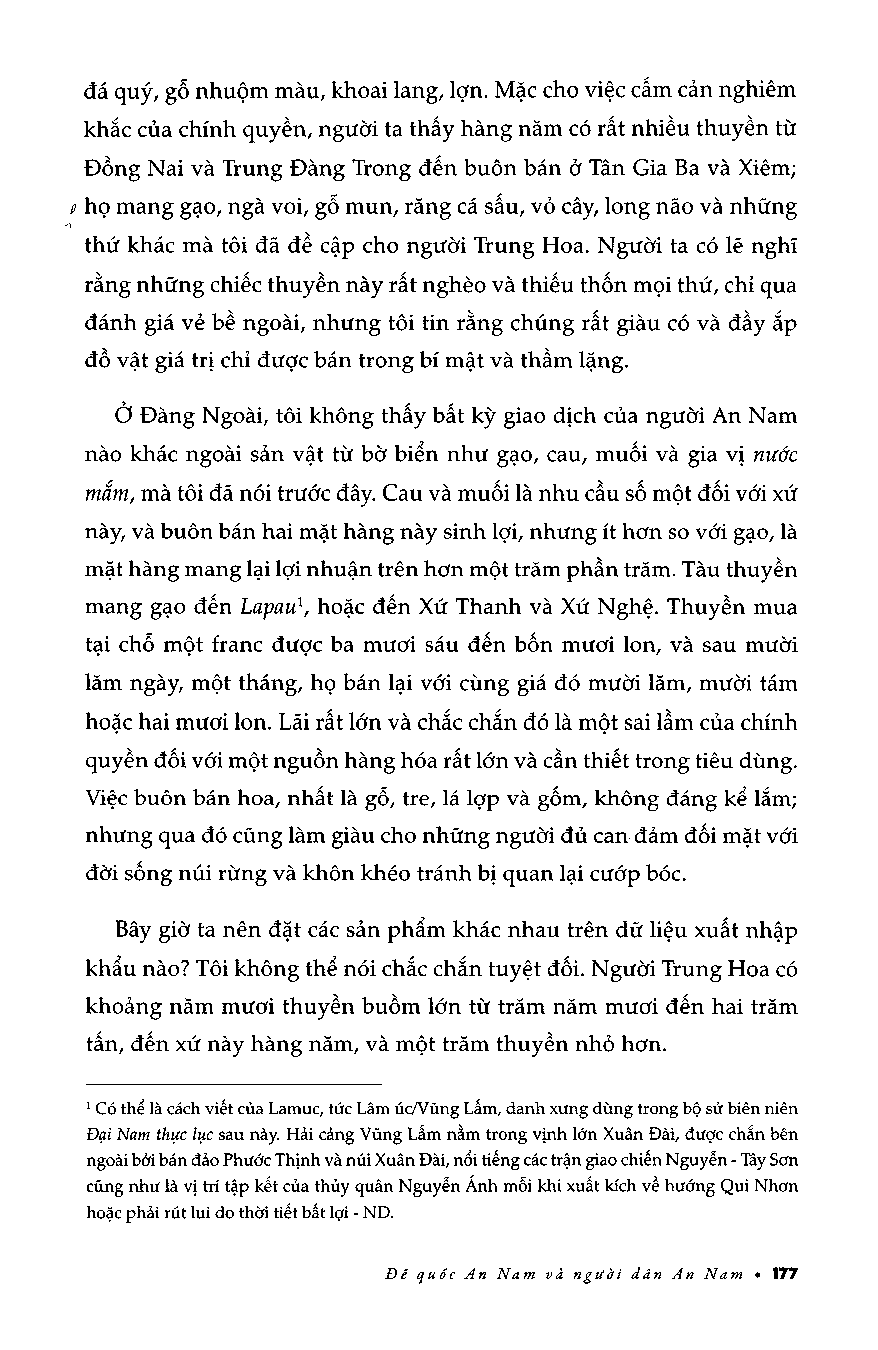 đá quý, gỗ nhuộm màu, khoai lang, lợn. Mặc cho việc cấm cản nghiêm
khắc của chính quyền, người ta thấy hàng năm có rất nhiều thuyền từ
Đồng Nai và Trung Đàng Trong đến buôn bán ở Tân Gia Ba và Xiêm;
họ mang gạo, ngà voi, gỗ mun, răng cá sấu, vỏ cây, long não và những
thứ khác mà tôi đã đề cập cho người Trung Hoa. Người ta có lẽ nghĩ
rằng những chiếc thuyền này rất nghèo và thiếu thốn mọi thứ, chỉ qua
đánh giá vẻ bề ngoài, nhưng tôi tin rằng chúng rất giàu có và đầy ắp
đồ vật giá trị chỉ được bán trong bí mật và thầm lặng.
Ở Đàng Ngoài, tôi không thấy bất kỳ giao dịch của người An Nam
nào khác ngoài sản vật từ bờ biển như gạo, cau, muối và gia vị nước
mắm, mà tôi đã nói trước đây. Cau và muối là nhu cầu số một đối với xứ
này, và buôn bán hai mặt hàng này sinh lợi, nhưng ít hơn so với gạo, là
mặt hàng mang lại lợi nhuận trên hơn một trăm phần trăm. Tàu thuyền
mang gạo đến Lapau¹, hoặc đến Xứ Thanh và Xứ Nghệ. Thuyền mua
tại chỗ một franc được ba mươi sáu đến bốn mươi lon, và sau mười
lăm ngày, một tháng, họ bán lại với cùng giá đó mười lăm, mười tám
hoặc hai mươi lon. Lãi rất lớn và chắc chắn đó là một sai lầm của chính
quyền đối với một nguồn hàng hóa rất lớn và cần thiết trong tiêu dùng.
Việc buôn bán hoa, nhất là gỗ, tre, lá lợp và gốm, không đáng kể lắm;
nhưng qua đó cũng làm giàu cho những người đủ can đảm đối mặt với
đời sống núi rừng và khôn khéo tránh bị quan lại cướp bóc.
Bây giờ ta nên đặt các sản phẩm khác nhau trên dữ liệu xuất nhập
khẩu nào? Tôi không thể nói chắc chắn tuyệt đối. Người Trung Hoa có
khoảng năm mươi thuyền buồm lớn từ trăm năm mươi đến hai trăm
tấn, đến xứ này hàng năm, và một trăm thuyền nhỏ hơn.
¹ Có thể là cách viết của Lamuc, tức Lâm úc/Vũng Lấm, danh xưng dùng trong bộ sử biên niên
Đại Nam thực lục sau này. Hải cảng Vũng Lấm nằm trong vịnh lớn Xuân Đài, được chắn bên
ngoài bởi bán đảo Phước Thịnh và núi Xuân Đài, nổi tiếng các trận giao chiến Nguyễn - Tây Sơn
cũng như là vị trí tập kết của thủy quân Nguyễn Ánh mỗi khi xuất kích về hướng Qui Nhơn
hoặc phải rút lui do thời tiết bất lợi - ND.
Đế quốc An Nam và người dân An Nam • 177